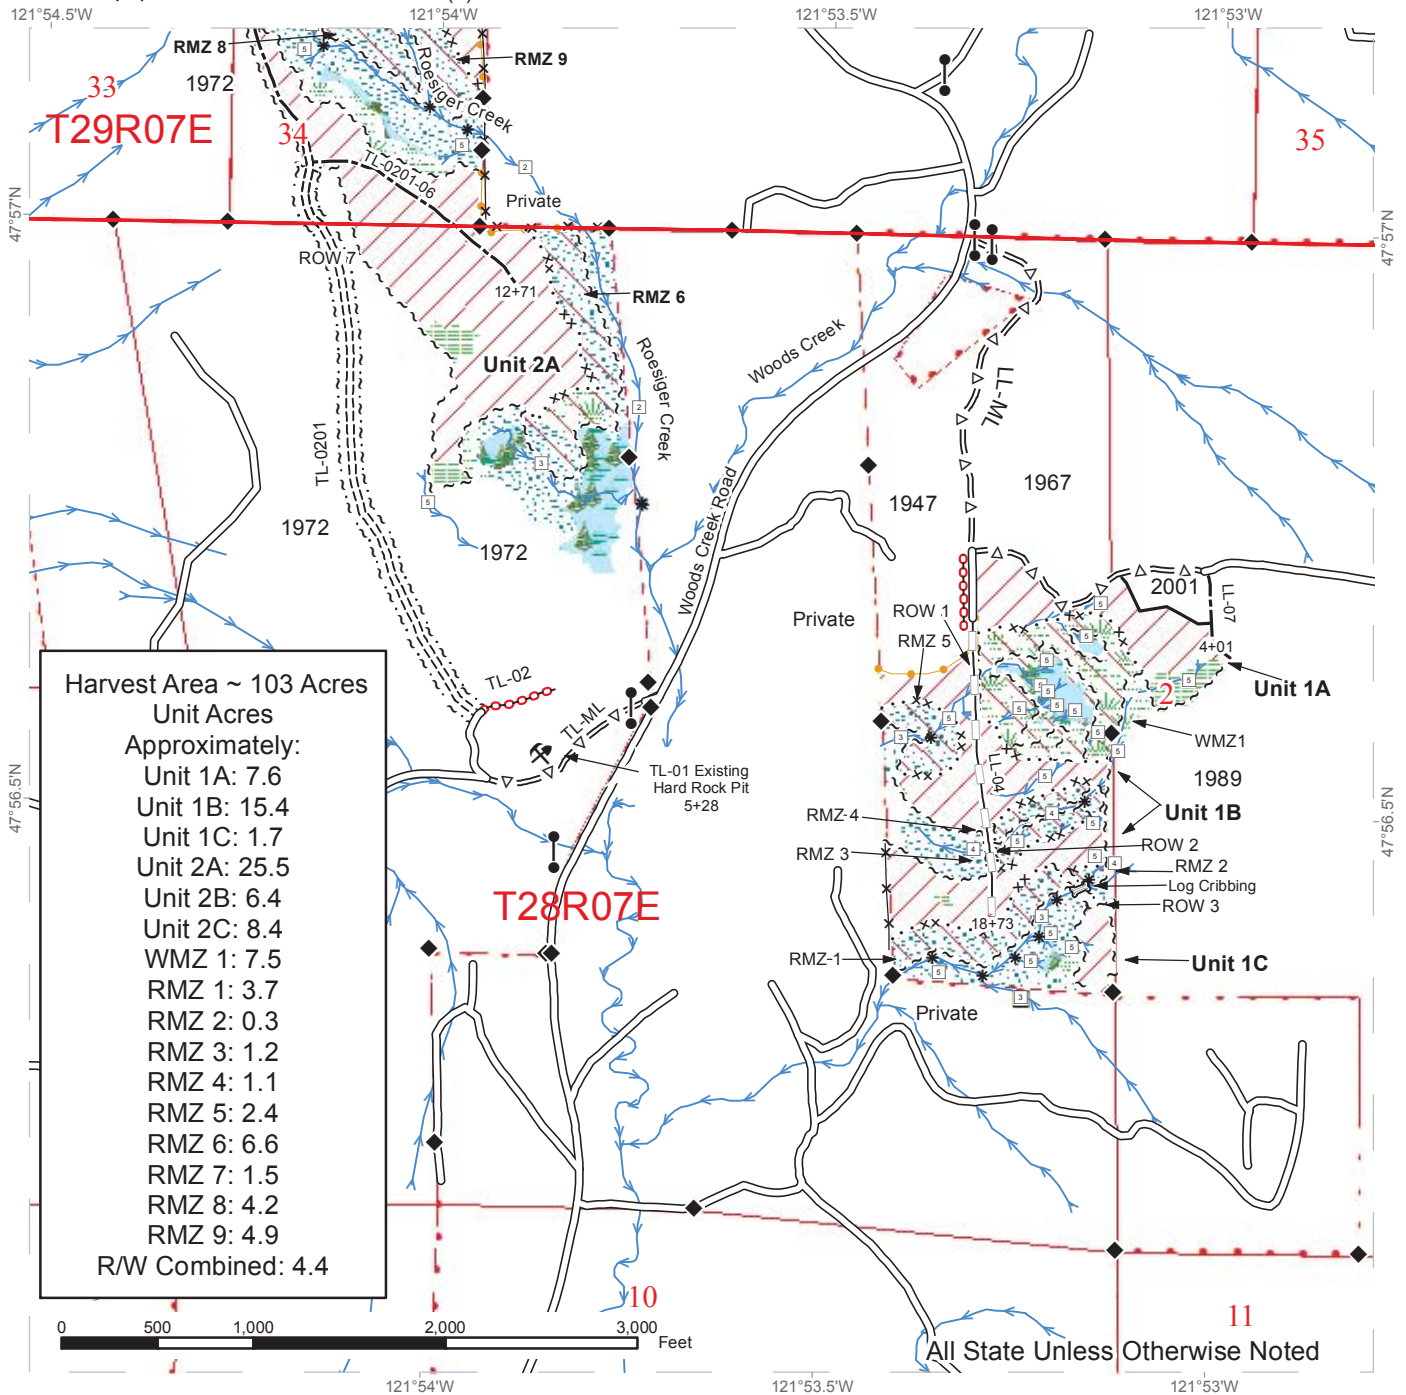 121°54.5'W
121°54'W
121°53.5'W
121°53'W
RMZ 8
RMZ 9
Roesiger Creek
33
1972
T29R07E
34
35
TL-0201-06
Private
47°57'N
47°57'N
ROW 7
12+71
RMZ 6
Unit 2A
Roesiger Creek
Woods Creek
LL-ML
TL-0201
1972
1972
Woods Creek Road
1947
1967
2001
LL-07
Private
ROW 1
RMZ 5
4+01
Unit 1A
2
WMZ1
1989
TL-02
TL-ML
TL-01 Existing
Hard Rock Pit
5+28
LL-04
Unit 1B
RMZ-4
RMZ 3
ROW 2
RMZ 2
Log Cribbing
ROW 3
47°56.5'N
47°56.5'N
T28R07E
18+73
RMZ-1
Unit 1C
Private
Harvest Area ~ 103 Acres
Unit Acres
Approximately:
Unit 1A: 7.6
Unit 1B: 15.4
Unit 1C: 1.7
Unit 2A: 25.5
Unit 2B: 6.4
Unit 2C: 8.4
WMZ 1: 7.5
RMZ 1: 3.7
RMZ 2: 0.3
RMZ 3: 1.2
RMZ 4: 1.1
RMZ 5: 2.4
RMZ 6: 6.6
RMZ 7: 1.5
RMZ 8: 4.2
RMZ 9: 4.9
R/W Combined: 4.4
10
11
0 500 1,000 2,000 3,000
Feet
All State Unless Otherwise Noted
121°54'W
121°53.5'W
121°53'W